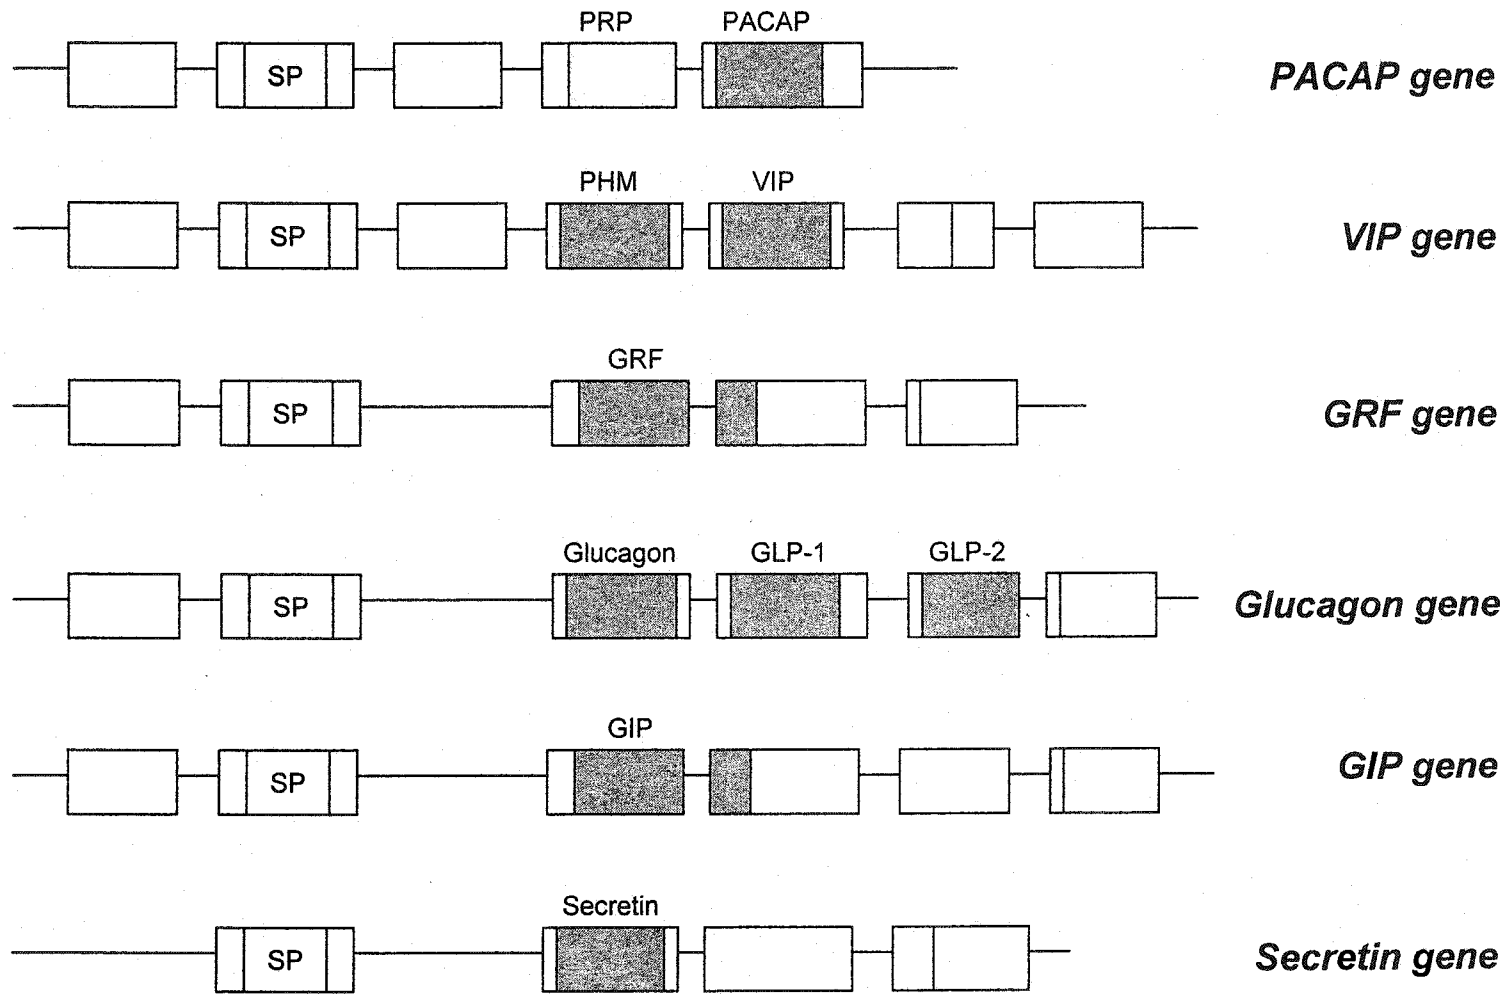 PRP PACAP
SP
PACAP gene
PHM VIP
SP
VIP gene
GRF
SP
GRF gene
Glucagon GLP-1 GLP-2
SP
Glucagon gene
GIP
SP
GIP gene
Secretin
SP
Secretin gene